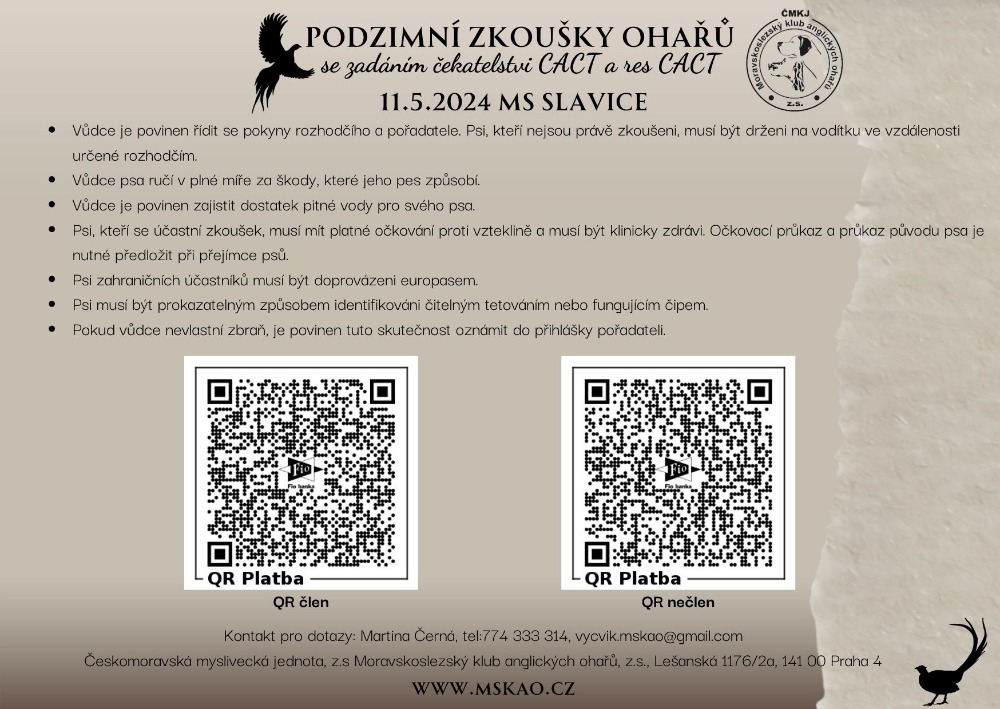 PODZIMNÍ ZKOUŠKY OHAŘŮ
se zadáním čekatelství CACT a res CACT
11.5.2024 MS SLAVICE
ČMKJ
Moravskoslezský klub anglických ohařů
z.s.
• Vůdce je povinen řídit se pokyny rozhodčího a pořadatele. Psi, kteří nejsou právě zkoušeni, musí být drženi na vodítku ve vzdálenosti
určené rozhodčím.
• Vůdce psa ručí v plné míře za škody, které jeho pes způsobí.
• Vůdce je povinen zajistit dostatek pitné vody pro svého psa.
• Psi, kteří se účastní zkoušek, musí mít platné očkování proti vzteklině a musí být klinicky zdrávi. Očkovací průkaz a průkaz původu psa je
nutné předložit při přejímce psů.
• Psi zahraničních účastníků musí být doprovázeni europasem.
• Psi musí být prokazatelným způsobem identifikováni čitelným tetováním nebo fungujícím čipem.
• Pokud vůdce nevlastní zbraň, je povinen tuto skutečnost oznámit do přihlášky pořadateli.
Fio
Fio banka
QR Platba
QR člen
Fio
Fio banka
QR Platba
QR nečlen
Kontakt pro dotazy: Martina Černá, tel:774 333 314, vycvik.mskao@gmail.com
Českomoravská myslivecká jednota, z.s Moravskoslezský klub anglických ohařů, z.s., Lešanská 1176/2a, 141 00 Praha 4
WWW.MSKAO.CZ